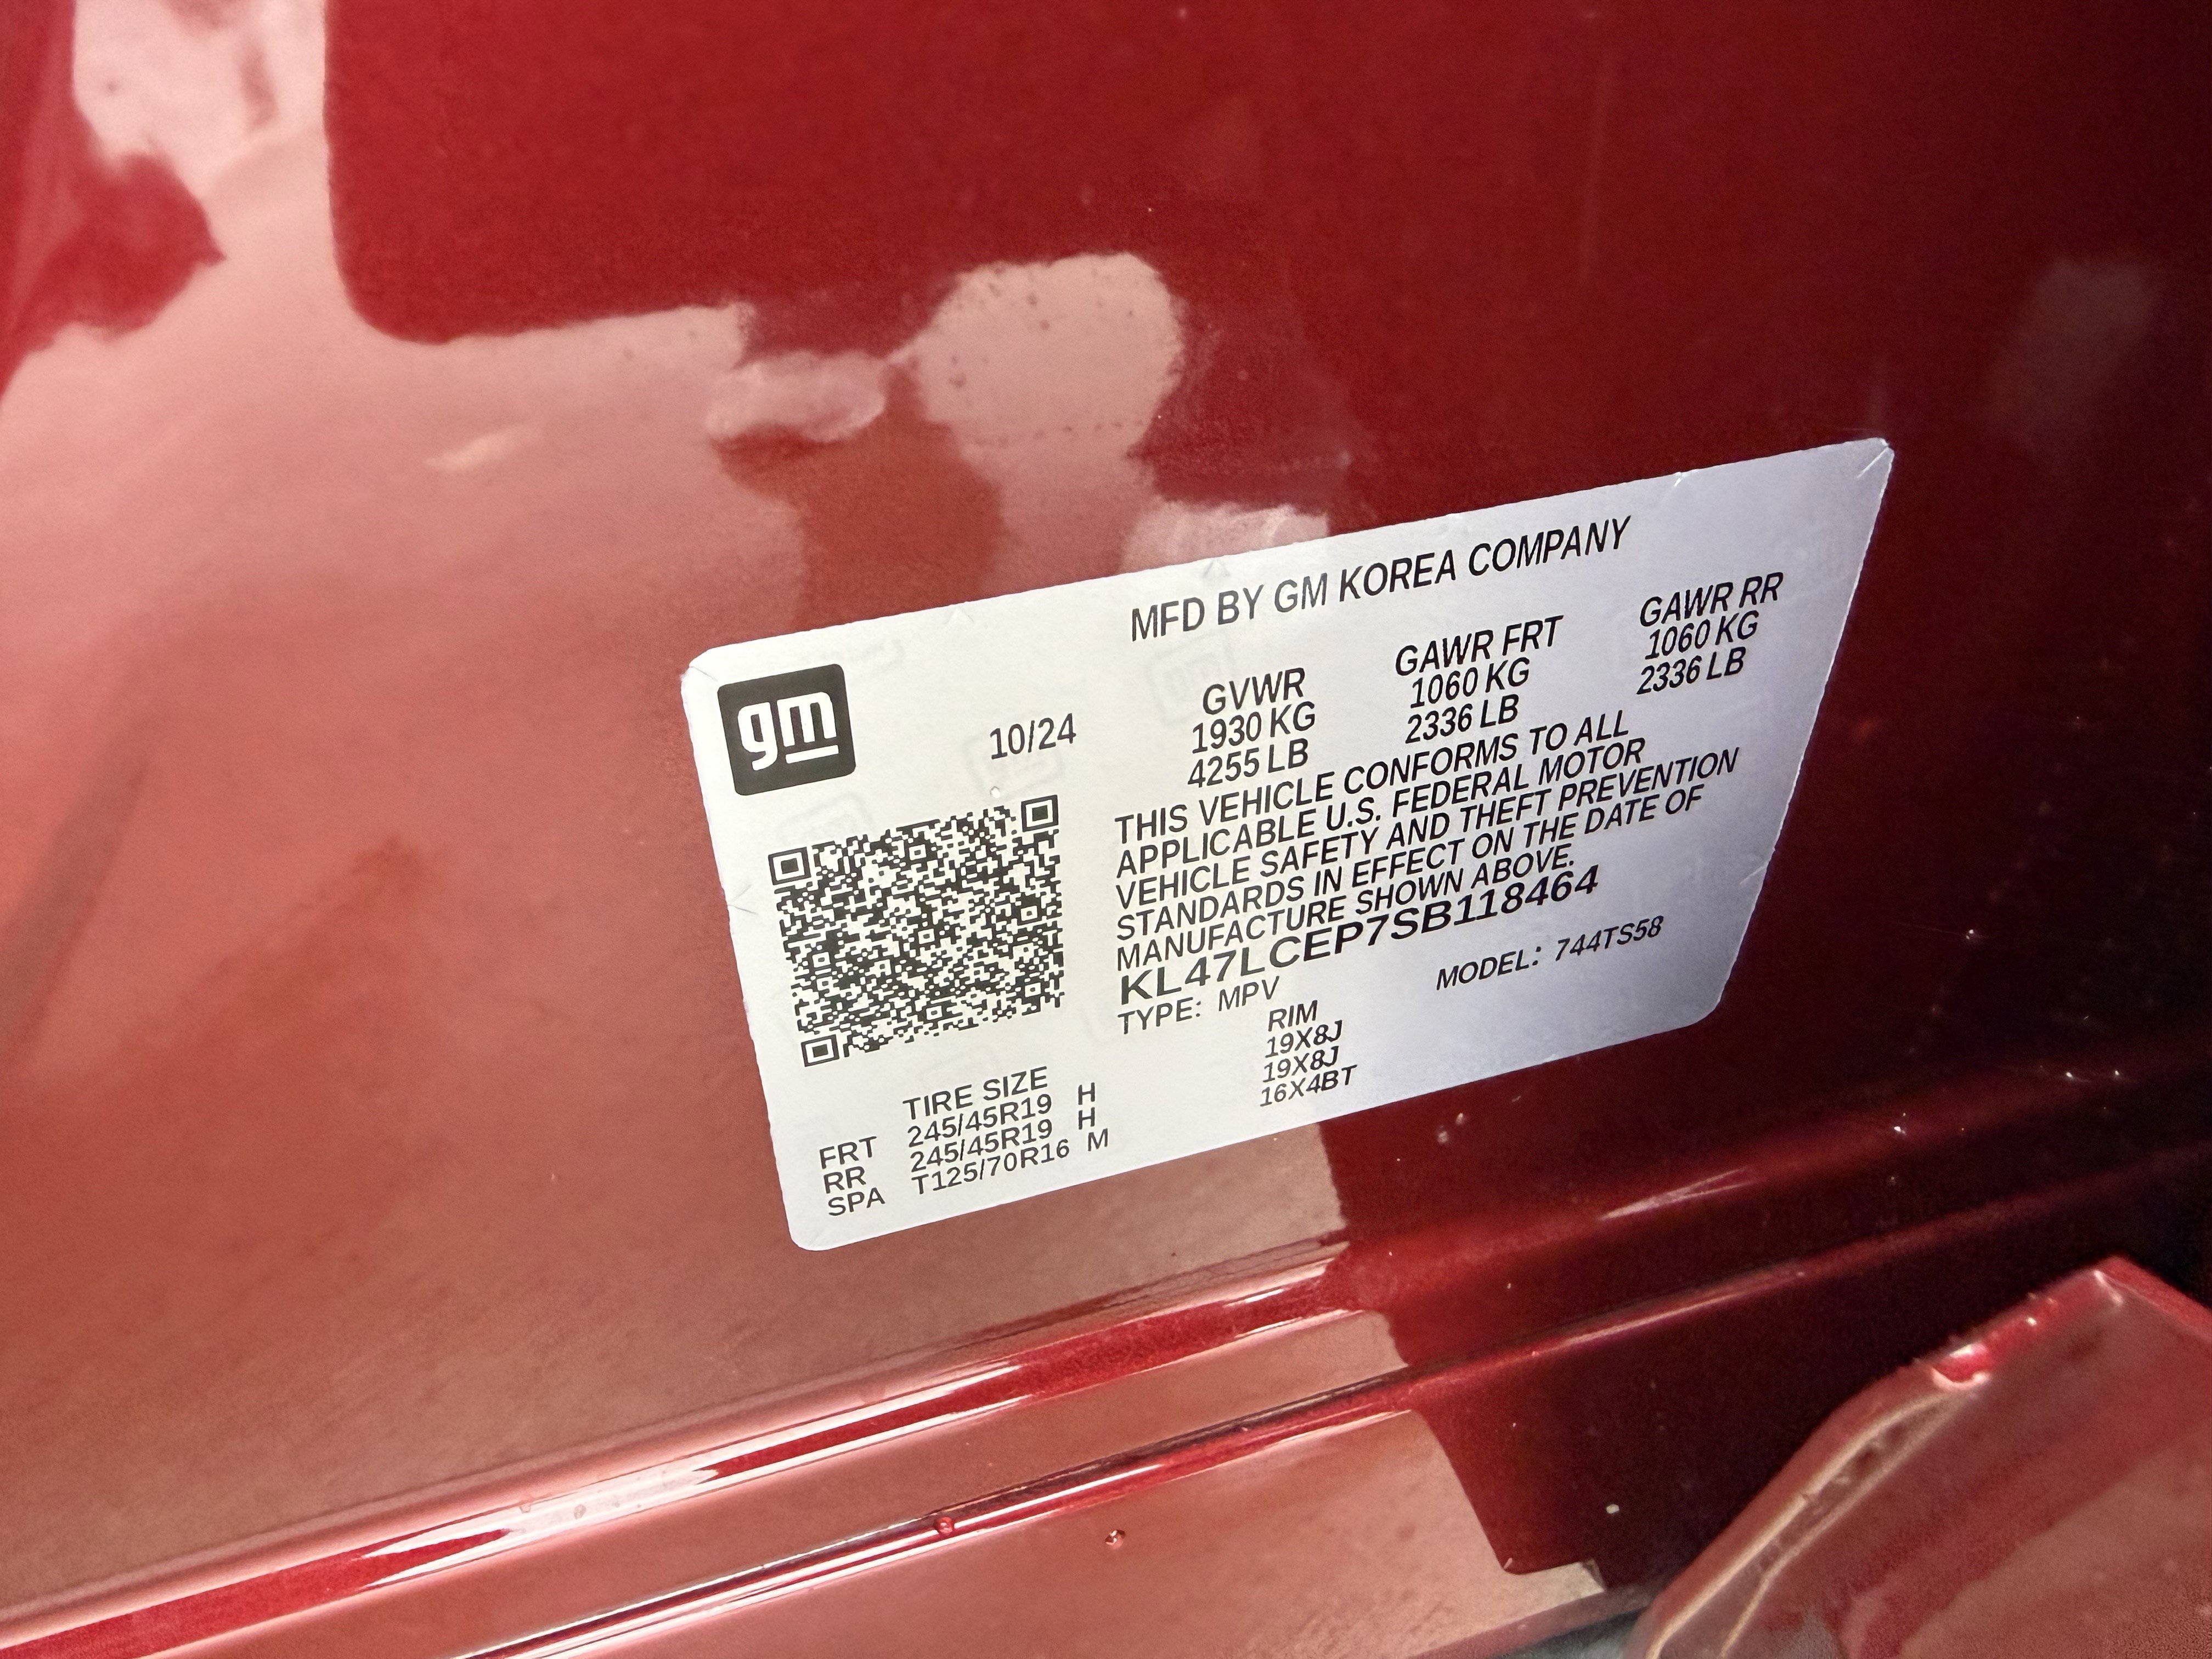 MFD BY GM KOREA COMPANY
gm
10/24
GVWR GAWR FRT GAWR RR
1930 KG 1060 KG 1060 KG
4255 LB 2336 LB 2336 LB
THIS VEHICLE CONFORMS TO ALL
APPLICABLE U.S. FEDERAL MOTOR
VEHICLE SAFETY AND THEFT PREVENTION
STANDARDS IN EFFECT ON THE DATE OF
MANUFACTURE SHOWN ABOVE.
KL47LCEP7SB118464
TYPE: MPV MODEL: 744TS58
TIRE SIZE RIM
FRT 245/45R19 H 19X8J
RR 245/45R19 H 19X8J
SPA T125/70R16 M 16X4BT